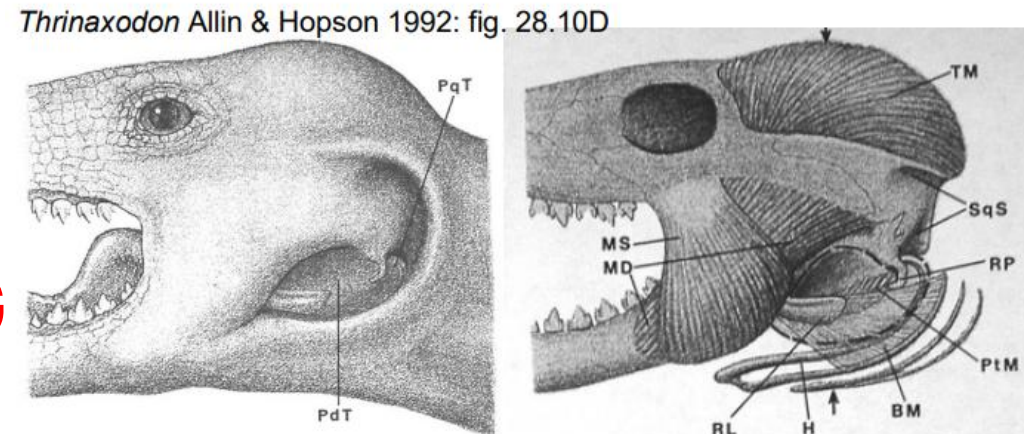 Thrinaxodon Allin & Hopson 1992: fig. 28.10D
PqT
PdT
TM
SqS
MS
MD
RP
PtM
BM
RL
H